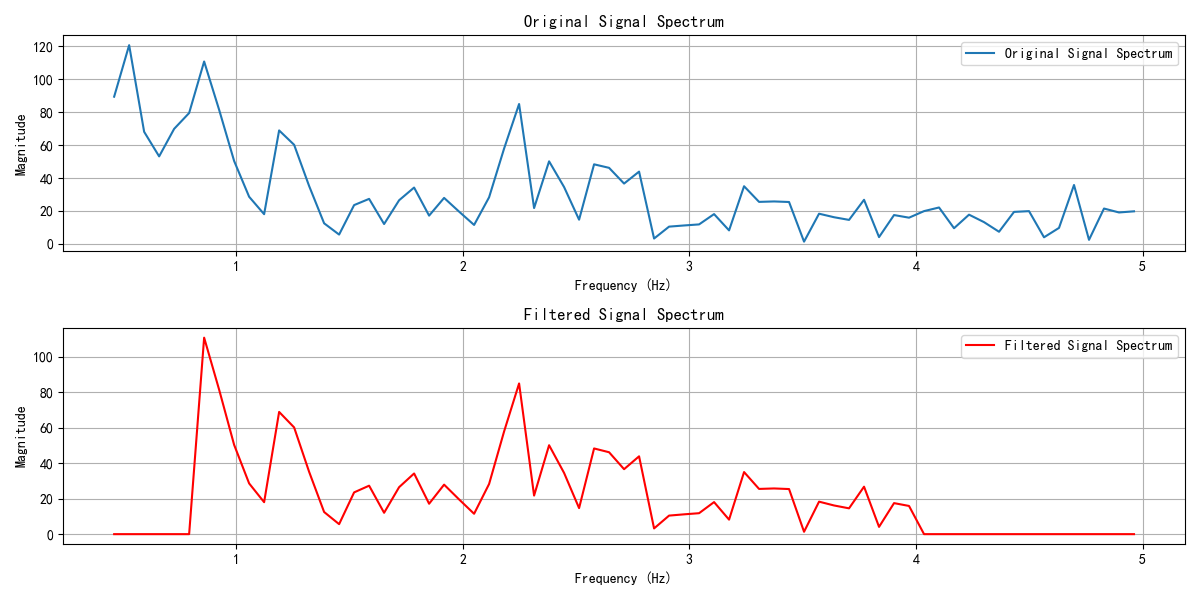 Original Signal Spectrum
120
100
80
60
40
20
0
Magnitude
Original Signal Spectrum
1
2
3
4
5
Frequency (Hz)
Filtered Signal Spectrum
100
80
60
40
20
0
Magnitude
Filtered Signal Spectrum
1
2
3
4
5
Frequency (Hz)